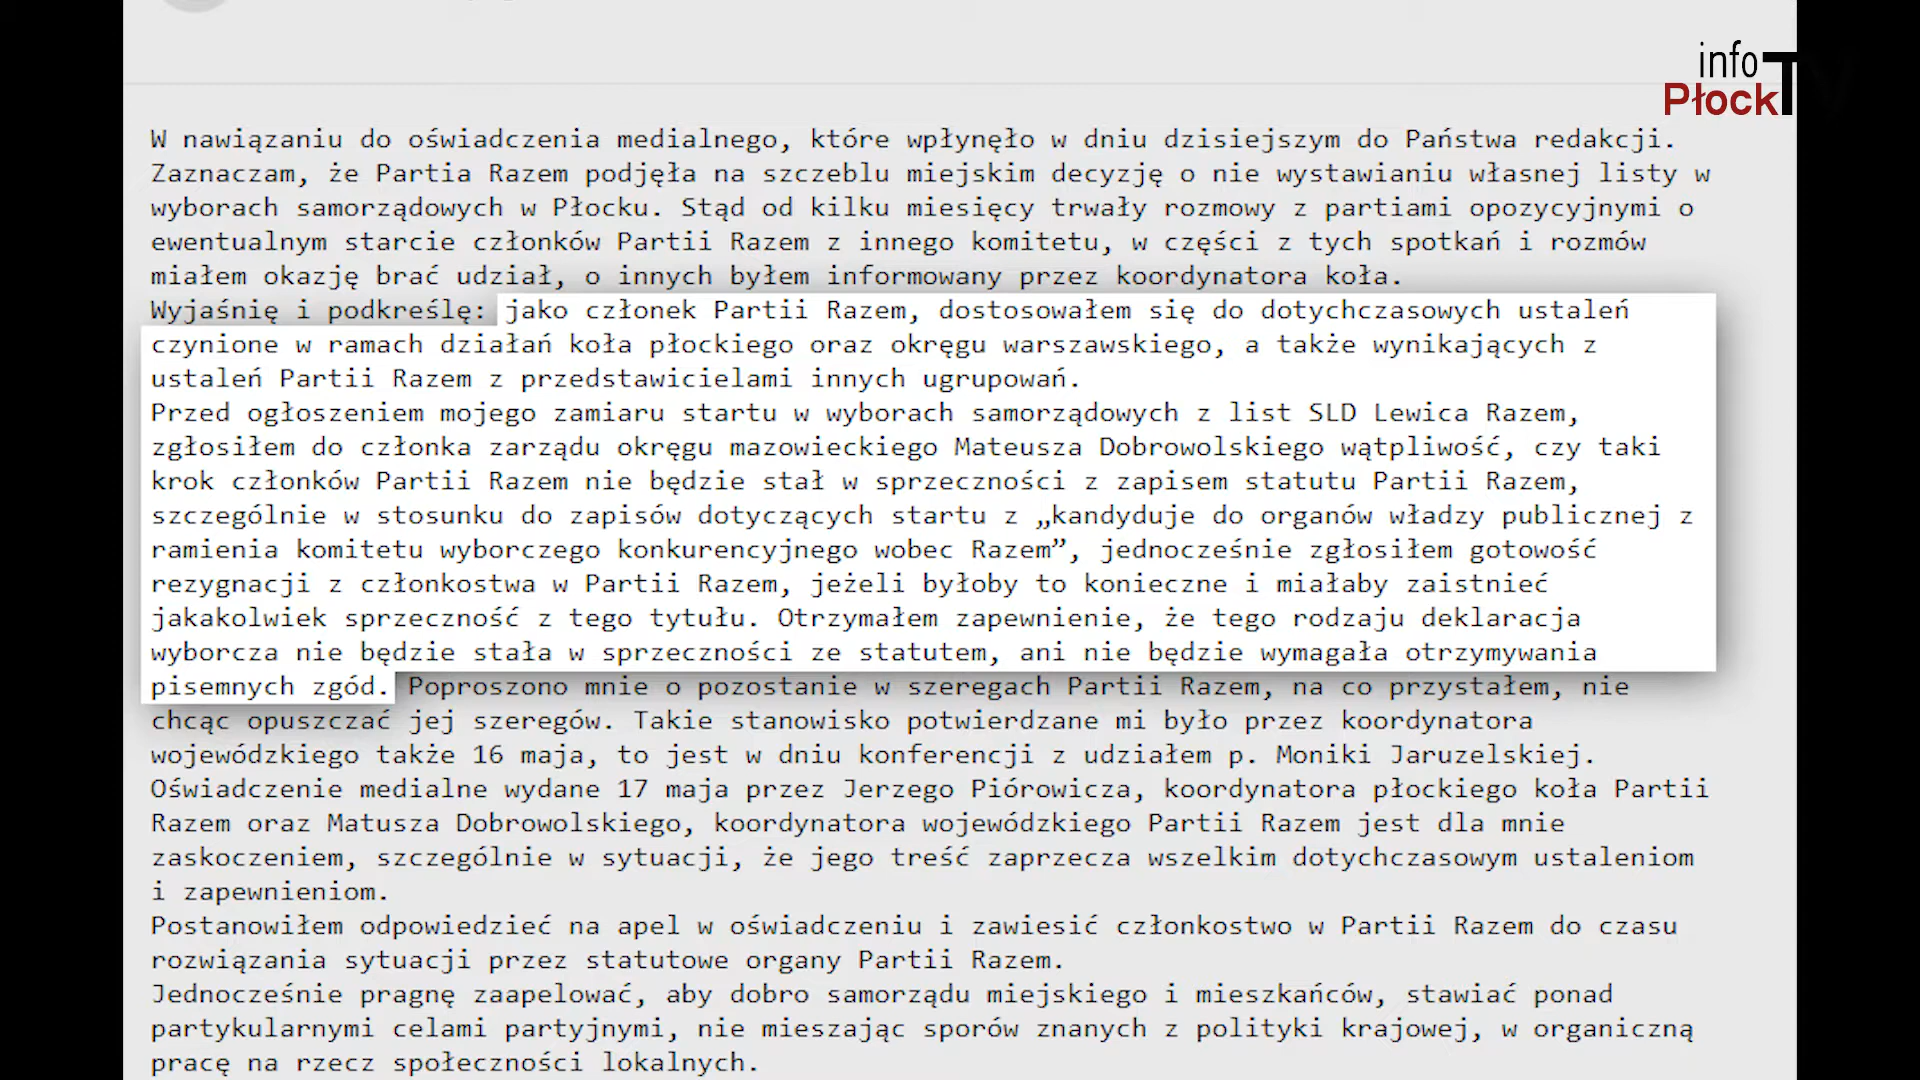 info
PłockTV
W nawiązaniu do oświadczenia medialnego, które wpłynęło w dniu dzisiejszym do Państwa redakcji.
Zaznaczam, że Partia Razem podjęła na szczeblu miejskim decyzję o nie wystawianiu własnej listy w
wyborach samorządowych w Płocku. Stąd od kilku miesięcy trwały rozmowy z partiami opozycyjnymi o
ewentualnym starcie członków Partii Razem z innego komitetu, w części z tych spotkań i rozmów
miałem okazję brać udział, o innych byłem informowany przez koordynatora koła.
Wyjaśnię i podkreślę: jako członek Partii Razem, dostosowałem się do dotychczasowych ustaleń
czynione w ramach działań koła płockiego oraz okręgu warszawskiego, a także wynikających z
ustaleń Partii Razem z przedstawicielami innych ugrupowań.
Przed ogłoszeniem mojego zamiaru startu w wyborach samorządowych z list SLD Lewica Razem,
zgłosiłem do członka zarządu okręgu mazowieckiego Mateusza Dobrowolskiego wątpliwość, czy taki
krok członków Partii Razem nie będzie stał w sprzeczności z zapisem statutu Partii Razem,
szczególnie w stosunku do zapisów dotyczących startu z „kandyduje do organów władzy publicznej z
ramienia komitetu wyborczego konkurencyjnego wobec Razem”, jednocześnie zgłosiłem gotowość
rezygnacji z członkostwa w Partii Razem, jeżeli byłoby to konieczne i miałaby zaistnieć
jakakolwiek sprzeczność z tego tytułu. Otrzymałem zapewnienie, że tego rodzaju deklaracja
wyborcza nie będzie stała w sprzeczności ze statutem, ani nie będzie wymagała otrzymywania
pisemnych zgód. Poproszono mnie o pozostanie w szeregach Partii Razem, na co przystałem, nie
chcąc opuszczać jej szeregów. Takie stanowisko potwierdzane mi było przez koordynatora
wojewódzkiego także 16 maja, to jest w dniu konferencji z udziałem p. Moniki Jaruzelskiej.
Oświadczenie medialne wydane 17 maja przez Jerzego Piórowicza, koordynatora płockiego koła Partii
Razem oraz Matusza Dobrowolskiego, koordynatora wojewódzkiego Partii Razem jest dla mnie
zaskoczeniem, szczególnie w sytuacji, że jego treść zaprzecza wszelkim dotychczasowym ustaleniom
i zapewnieniom.
Postanowiłem odpowiedzieć na apel w oświadczeniu i zawiesić członkostwo w Partii Razem do czasu
rozwiązania sytuacji przez statutowe organy Partii Razem.
Jednocześnie pragnę zaapelować, aby dobro samorządu miejskiego i mieszkańców, stawiać ponad
partykularnymi celami partyjnymi, nie mieszając sporów znanych z polityki krajowej, w organiczną
pracę na rzecz społeczności lokalnych.